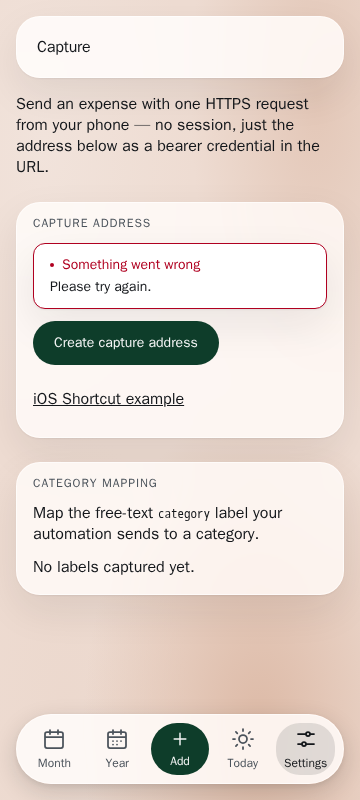 Capture
Send an expense with one HTTPS request
from your phone — no session, just the
address below as a bearer credential in the
URL.
CAPTURE ADDRESS
• Something went wrong
Please try again.
Create capture address
iOS Shortcut example
CATEGORY MAPPING
Map the free-text category label your
automation sends to a category.
No labels captured yet.
Month
Year
Add
Today
Settings